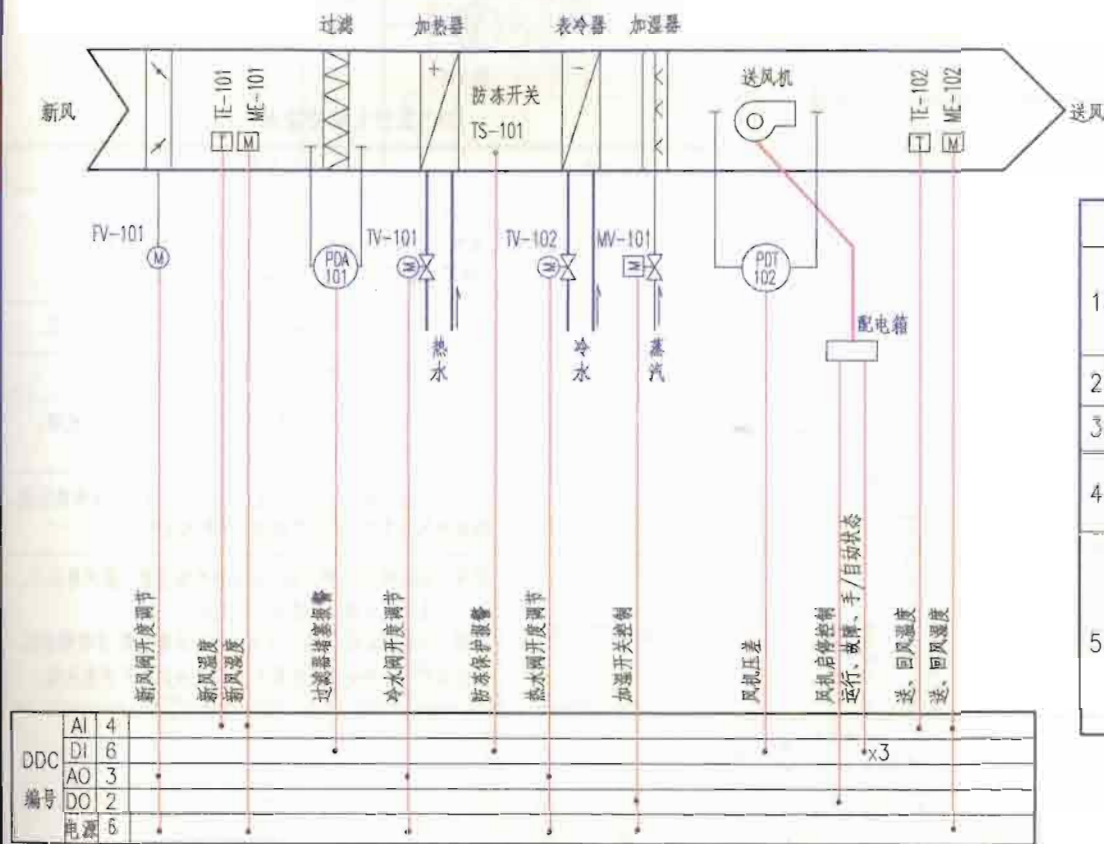 过滤
加热器
表冷器
加湿器
新风
TE-101
ME-101
T
M
+
防冻开关
TS-101
-
送风机
TE-102
ME-102
T
M
送风
FV-101
M
PDA
101
TV-101
M
TV-102
M
MV-101
M
PDT
102
热水
冷水
蒸汽
配电箱
新风阀开度调节
新风温度
新风湿度
过滤器堵塞报警
冷水阀开度调节
防冻保护报警
热水阀开度调节
加湿开关控制
风机压差
风机启停控制
运行、故障、手/自动状态
送、回风温度
送、回风湿度
DDC
编号
AI 4
DI 6
x3
AO 3
DO 2
电源 6
1
2
3
4
5